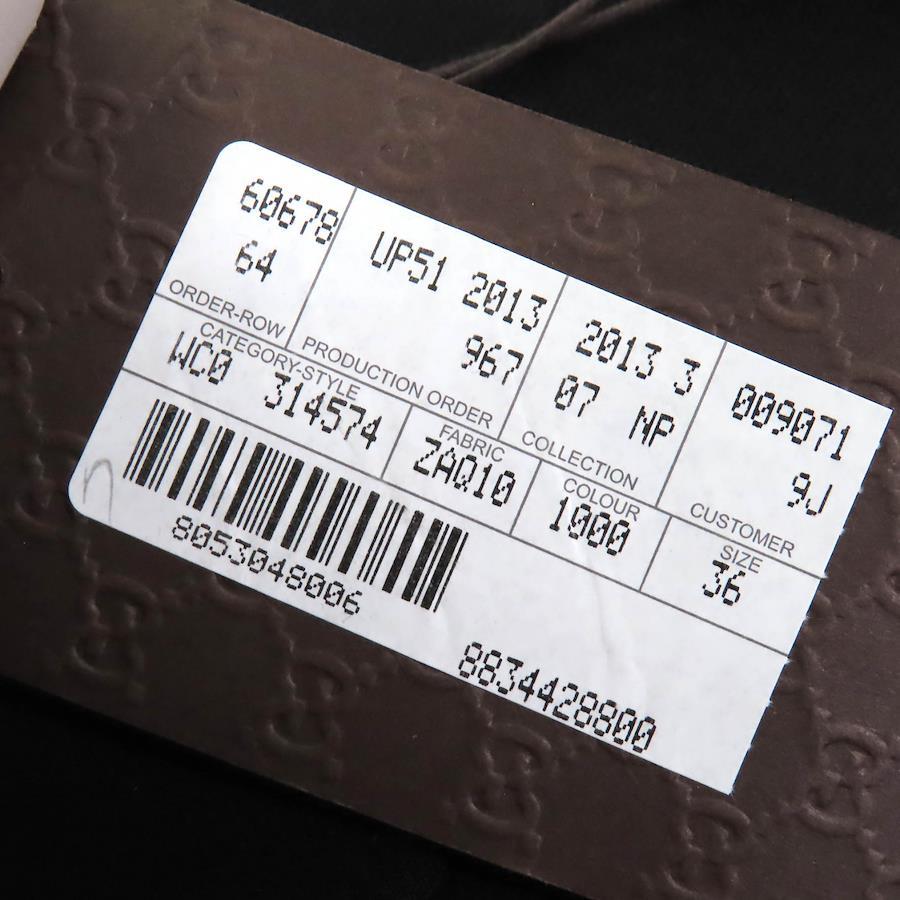 60678
64
ORDER-ROW
UP51 2013
967
PRODUCTION ORDER
2013 3
07 NP
COLLECTION
009071
9J
CUSTOMER
CATEGORY-STYLE
WC0 314574
FABRIC
ZAQ10
COLOUR
1000
SIZE
36
n
8053048006
8834428800